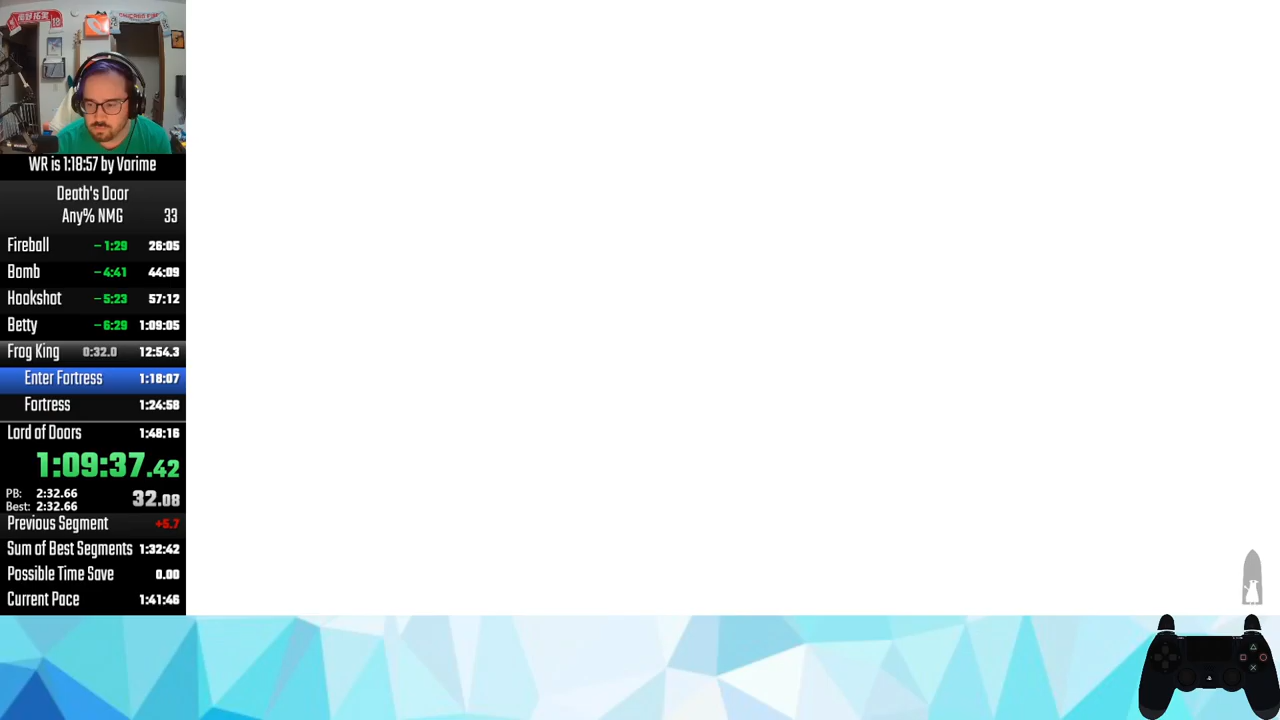 WR is 1:18:57 by Vorime
Death's Door
Any% NMG 33
Fireball −1:29 26:05
Bomb −4:41 44:09
Hookshot −5:23 57:12
Betty −6:29 1:09:05
Frog King 0:32.0 12:54.3
Enter Fortress 1:18:07
Fortress 1:24:58
Lord of Doors 1:48:16
1:09:37.42
PB: 2:32.66 32.08
Best: 2:32.66
Previous Segment +5.7
Sum of Best Segments 1:32:42
Possible Time Save 0.00
Current Pace 1:41:46